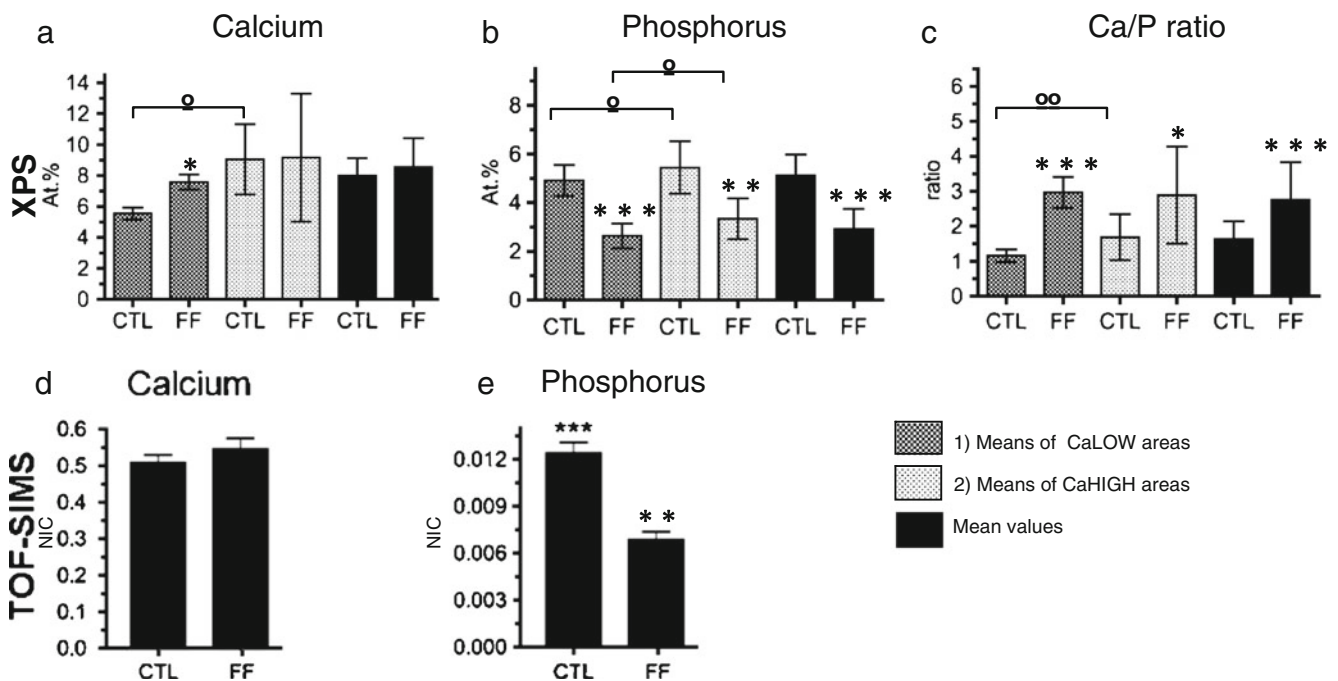 a Calcium
b Phosphorus
c Ca/P ratio
XPS
At.%
14
12
10
8
6
4
2
0
o
*
CTL FF CTL FF CTL FF
At.%
8
6
4
2
0
o
o
* * *
* *
* * *
CTL FF CTL FF CTL FF
ratio
6
5
4
3
2
1
0
oo
* * *
*
* * *
CTL FF CTL FF CTL FF
d Calcium
e Phosphorus
TOF-SIMS
NIC
0.6
0.5
0.4
0.3
0.2
0.1
0.0
CTL FF
NIC
0.012
0.009
0.006
0.003
0.000
***
* *
CTL FF
1) Means of CaLOW areas
2) Means of CaHIGH areas
Mean values